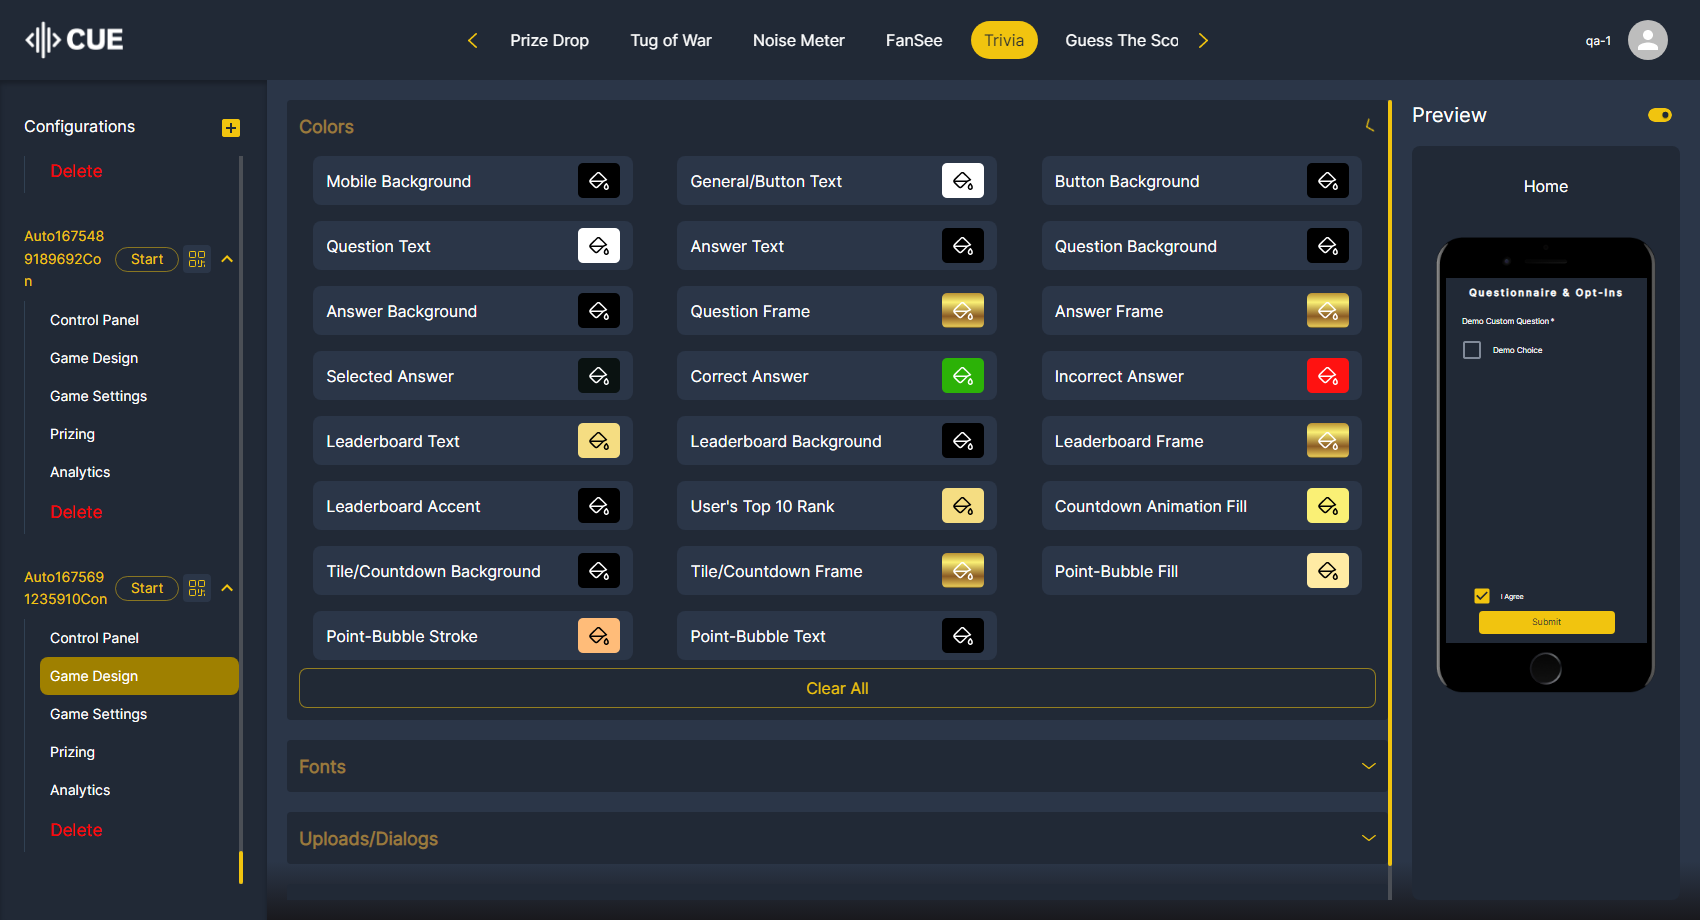 CUE
Prize Drop
Tug of War
Noise Meter
FanSee
Trivia
Guess The Sco
qa-1
Configurations
Delete
Auto167548
9189692Co
n
Start
Control Panel
Game Design
Game Settings
Prizing
Analytics
Delete
Auto167569
1235910Con
Start
Control Panel
Game Design
Game Settings
Prizing
Analytics
Delete
Colors
Mobile Background
General/Button Text
Button Background
Question Text
Answer Text
Question Background
Answer Background
Question Frame
Answer Frame
Selected Answer
Correct Answer
Incorrect Answer
Leaderboard Text
Leaderboard Background
Leaderboard Frame
Leaderboard Accent
User's Top 10 Rank
Countdown Animation Fill
Tile/Countdown Background
Tile/Countdown Frame
Point-Bubble Fill
Point-Bubble Stroke
Point-Bubble Text
Clear All
Fonts
Uploads/Dialogs
Preview
Home
Questionnaire & Opt-Ins
Demo Custom Question *
Demo Choice
I Agree
Submit